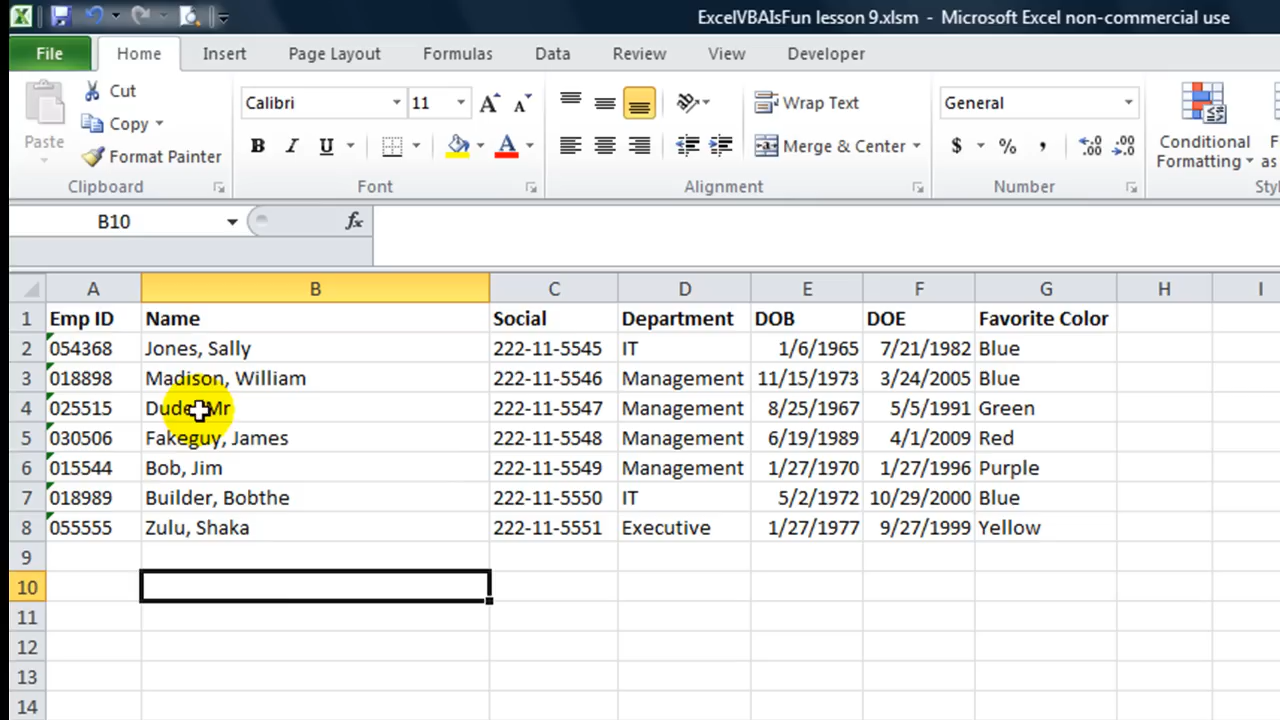 ExcelVBAIsFun lesson 9.xlsm - Microsoft Excel non-commercial use
File Home Insert Page Layout Formulas Data Review View Developer
Paste Cut Calibri 11 A A Wrap Text General
Copy B I U A Merge & Center $ % , .00 .00 Conditional Formatting
Format Painter
Clipboard Font Alignment Number
B10 fx
A B C D E F G H I
1 Emp ID Name Social Department DOB DOE Favorite Color
2 054368 Jones, Sally 222-11-5545 IT 1/6/1965 7/21/1982 Blue
3 018898 Madison, William 222-11-5546 Management 11/15/1973 3/24/2005 Blue
4 025515 Dude, Mr 222-11-5547 Management 8/25/1967 5/5/1991 Green
5 030506 Fakeguy, James 222-11-5548 Management 6/19/1989 4/1/2009 Red
6 015544 Bob, Jim 222-11-5549 Management 1/27/1970 1/27/1996 Purple
7 018989 Builder, Bobthe 222-11-5550 IT 5/2/1972 10/29/2000 Blue
8 055555 Zulu, Shaka 222-11-5551 Executive 1/27/1977 9/27/1999 Yellow
9
10
11
12
13
14